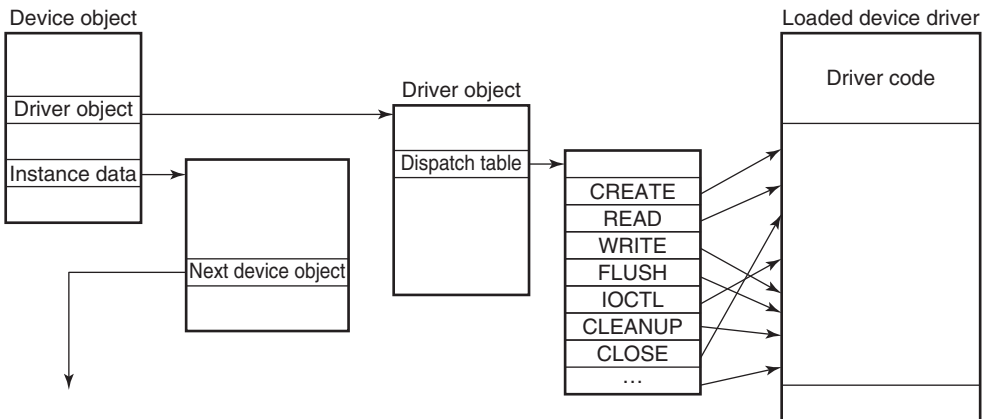 Device object
Driver object
Instance data
Next device object
Driver object
Dispatch table
CREATE
READ
WRITE
FLUSH
IOCTL
CLEANUP
CLOSE
...
Loaded device driver
Driver code